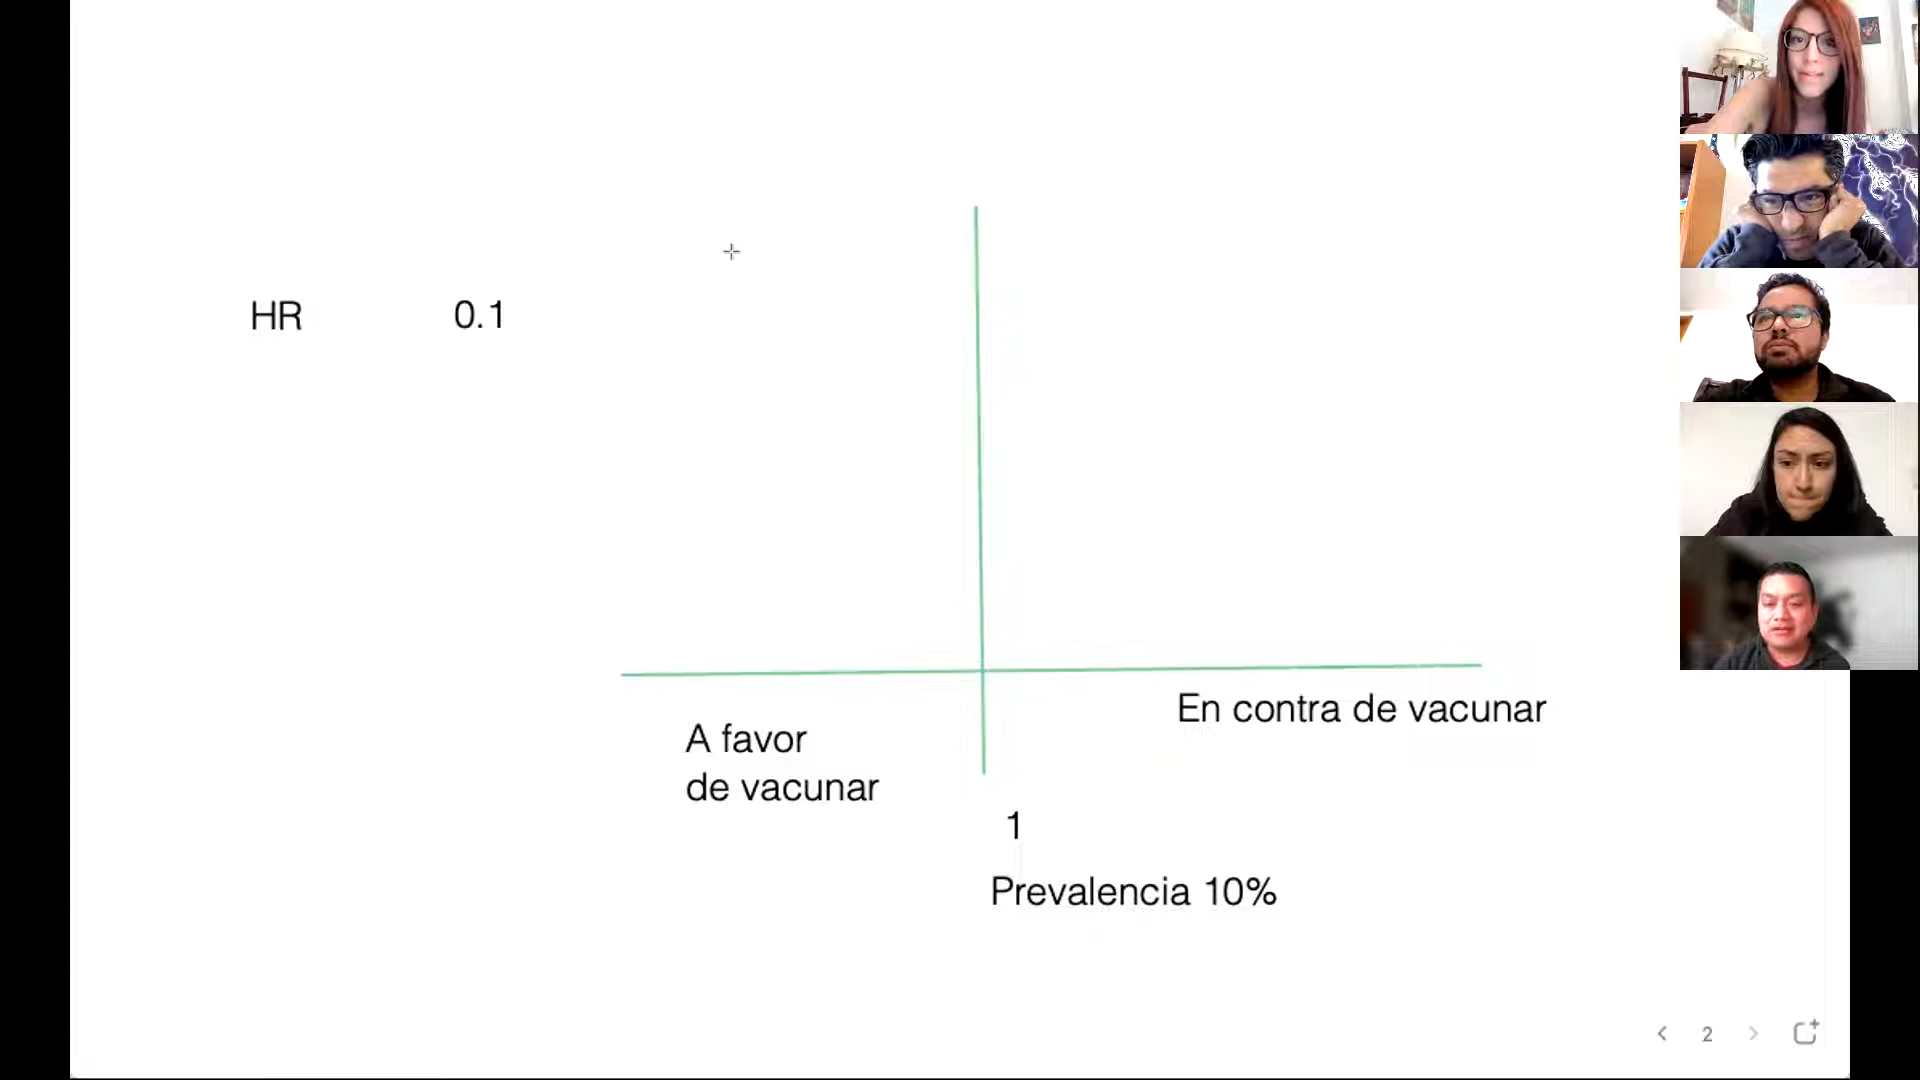 HR 0.1
En contra de vacunar
A favor
de vacunar
1
Prevalencia 10%
2